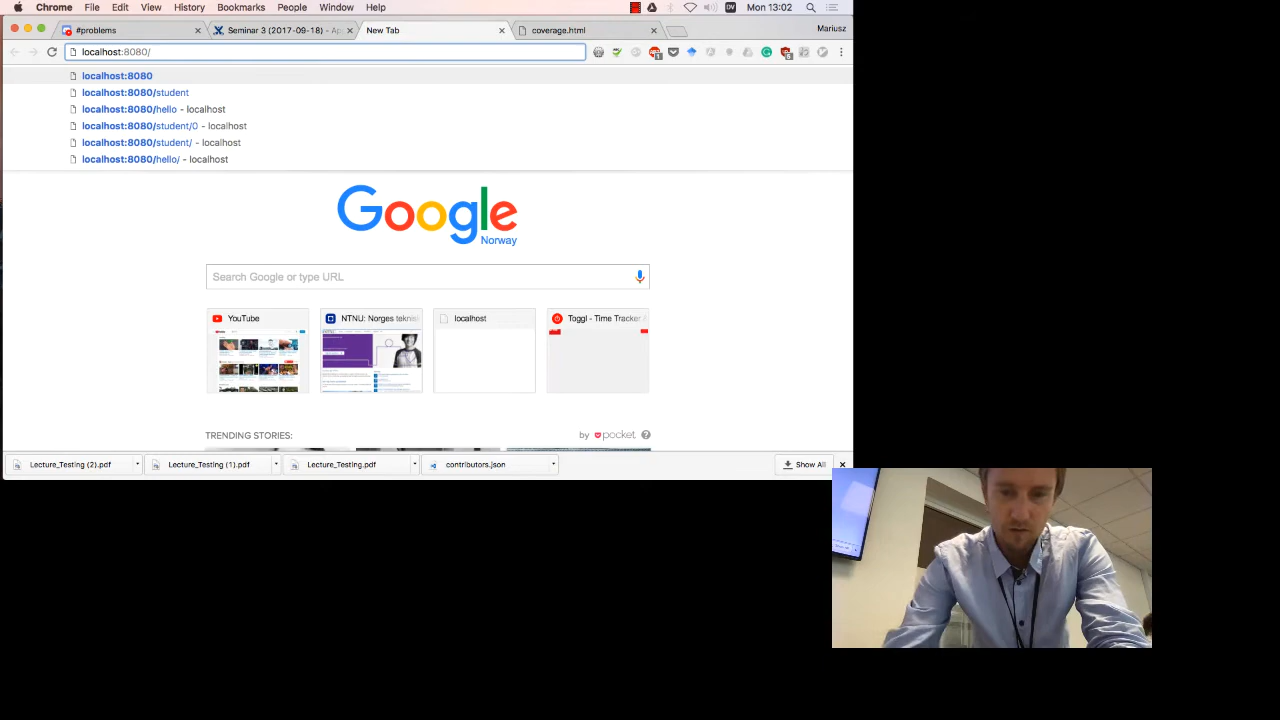 Chrome File Edit View History Bookmarks People Window Help DV Mon 13:02
#problems Seminar 3 (2017-09-18) - Ap New Tab coverage.html Mariusz
localhost:8080/
localhost:8080
localhost:8080/student
localhost:8080/hello - localhost
localhost:8080/student/0 - localhost
localhost:8080/student/ - localhost
localhost:8080/hello/ - localhost
Google
Norway
Search Google or type URL
YouTube NTNU: Norges teknis localhost Toggl - Time Tracker &
TRENDING STORIES: by pocket ?
Lecture_Testing (2).pdf Lecture_Testing (1).pdf Lecture_Testing.pdf contributors.json Show All